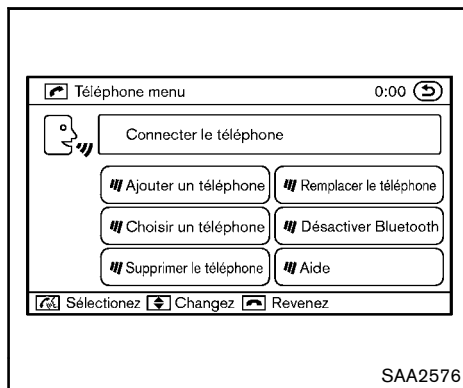 Téléphone menu 0:00
Connecter le téléphone
Ajouter un téléphone Remplacer le téléphone
Choisir un téléphone Désactiver Bluetooth
Supprimer le téléphone Aide
Sélectionez Changez Revenez
SAA2576